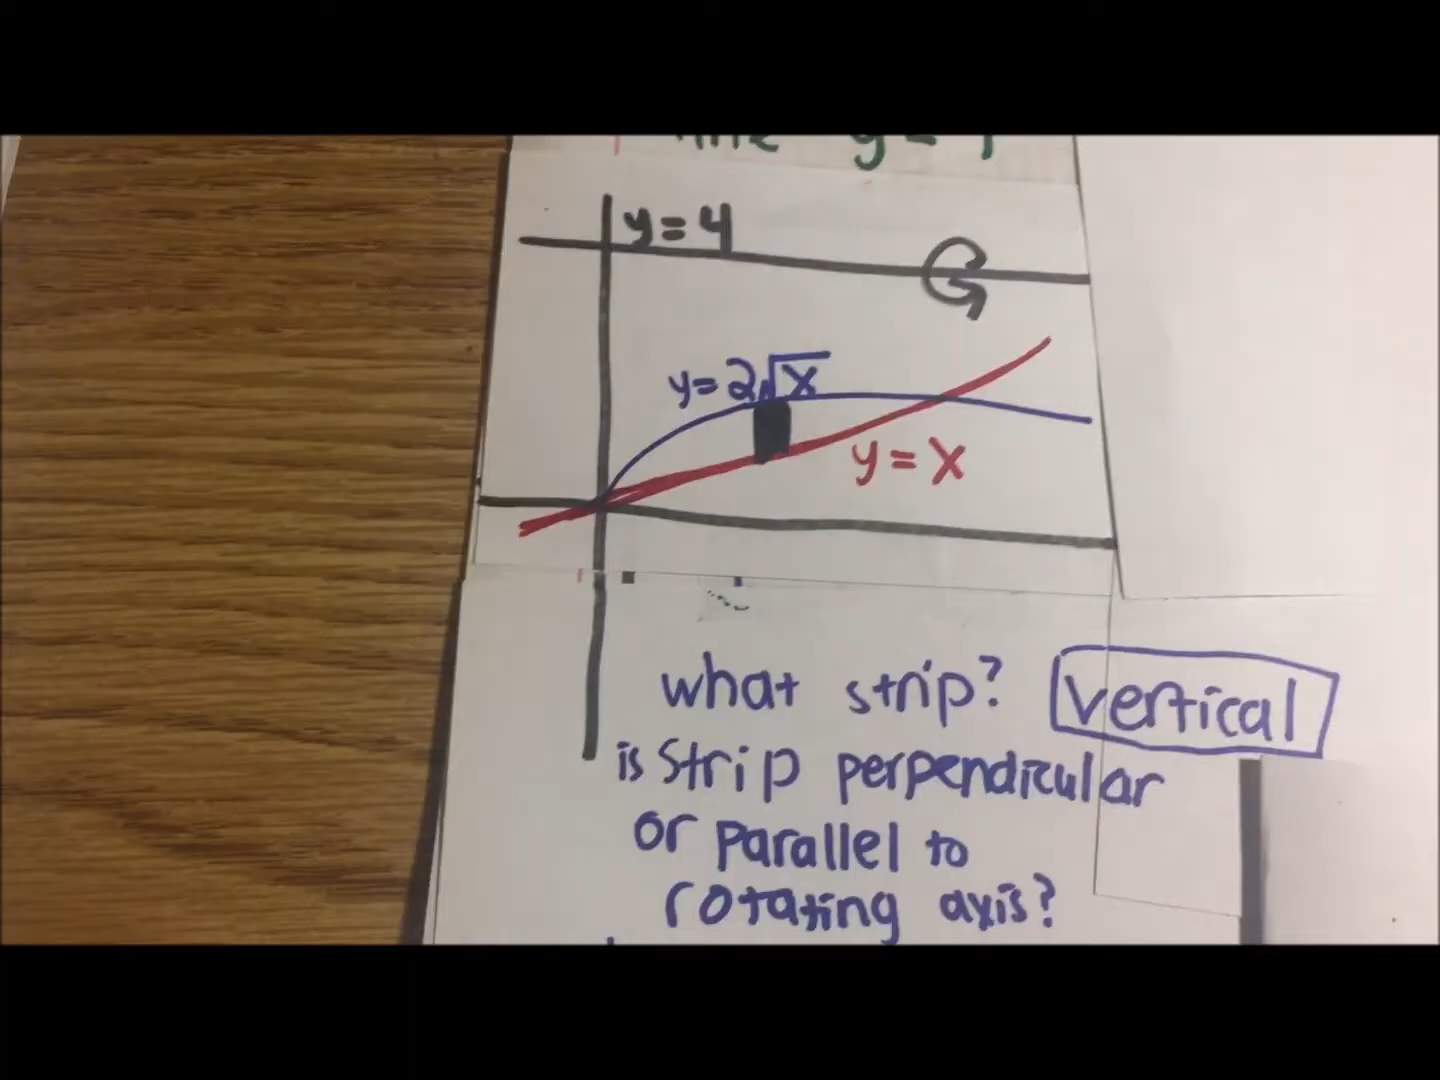 y = 4
y = 2√x
y = x
what strip? vertical
is strip perpendicular
or parallel to
rotating axis?